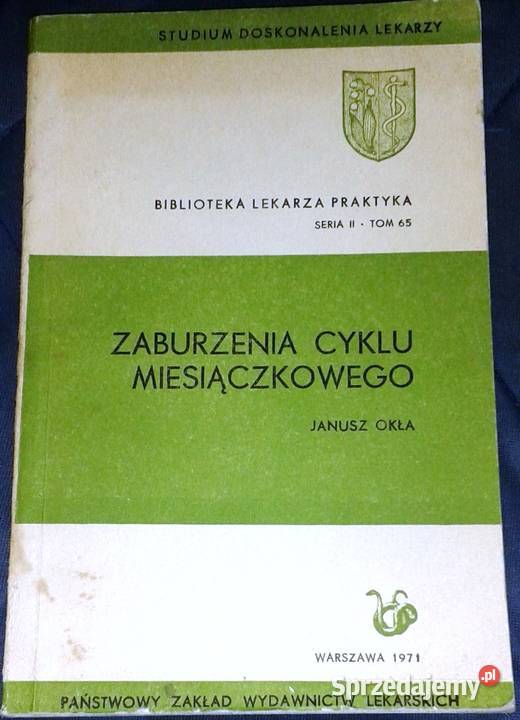 STUDIUM DOSKONALENIA LEKARZY
BIBLIOTEKA LEKARZA PRAKTYKA
SERIA II • TOM 65
ZABURZENIA CYKLU
MIESIĄCZKOWEGO
JANUSZ OKŁA
WARSZAWA 1971
PAŃSTWOWY ZAKŁAD WYDAWNICTW LEKARSKICH
Sprzedajemy.pl